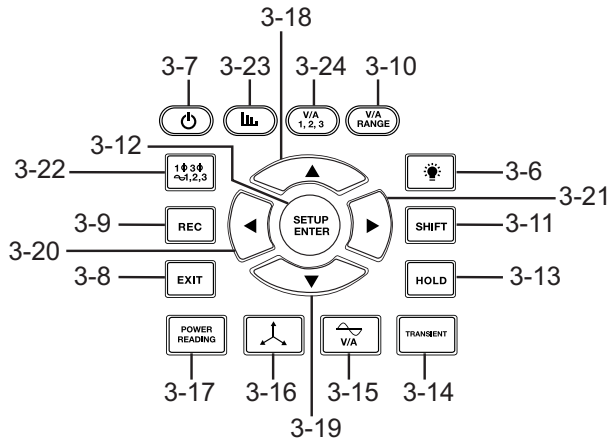 3-18
3-7
3-23
3-24
3-10
V/A
1, 2, 3
V/A
RANGE
3-12
3-22
1ϕ 3ϕ
~1,2,3
3-6
3-21
SETUP
ENTER
3-9
REC
SHIFT
3-11
3-20
3-8
EXIT
HOLD
3-13
POWER
READING
V/A
TRANSIENT
3-17
3-16
3-15
3-14
3-19